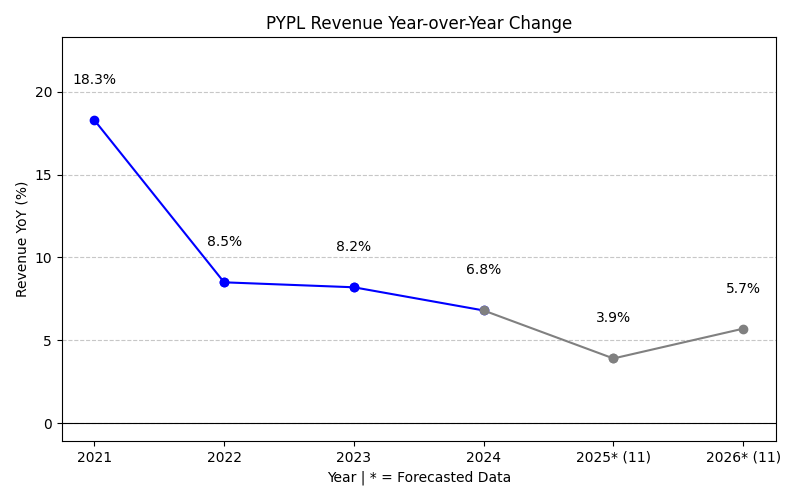 PYPL Revenue Year-over-Year Change
Revenue YoY (%)
20
15
10
5
0
18.3%
8.5%
8.2%
6.8%
3.9%
5.7%
2021 2022 2023 2024 2025* (11) 2026* (11)
Year | * = Forecasted Data